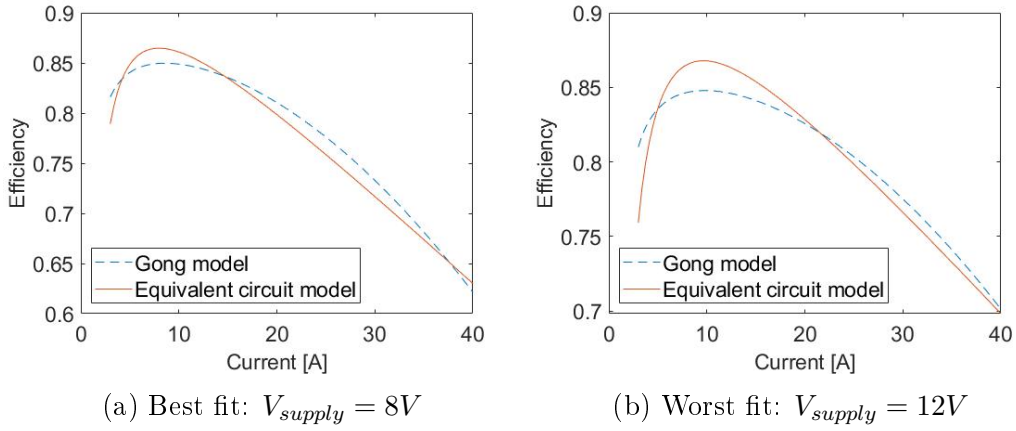 0.9
0.85
0.8
0.75
0.7
0.65
0.6
Efficiency
Gong model
Equivalent circuit model
0 10 20 30 40
Current [A]
(a) Best fit: V_supply = 8V
0.9
0.85
0.8
0.75
0.7
Efficiency
Gong model
Equivalent circuit model
0 10 20 30 40
Current [A]
(b) Worst fit: V_supply = 12V